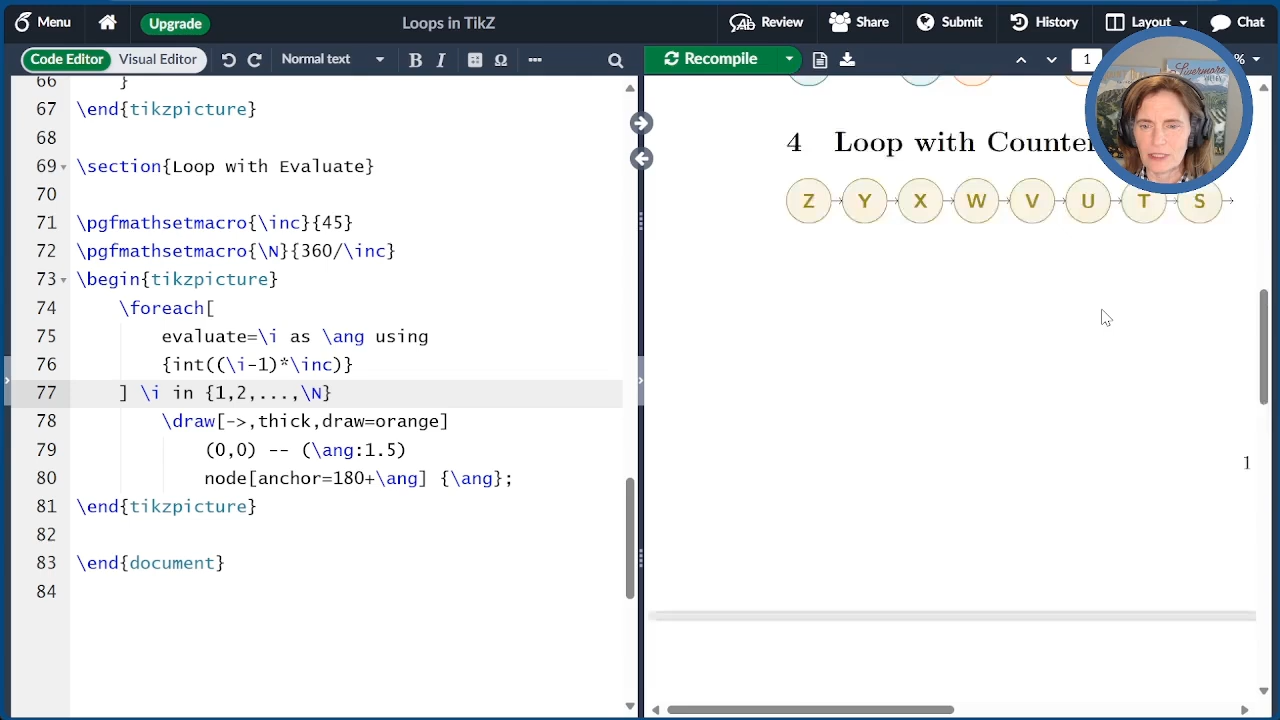 Menu
Upgrade
Loops in TikZ
Review
Share
Submit
History
Layout
Chat
Code Editor
Visual Editor
Normal text
B
I
Ω
Recompile
1
%
66 }
67 \end{tikzpicture}
68
69 \section{Loop with Evaluate}
70
71 \pgfmathsetmacro{\inc}{45}
72 \pgfmathsetmacro{\N}{360/\inc}
73 \begin{tikzpicture}
74 \foreach[
75 evaluate=\i as \ang using
76 {int((\i-1)*\inc)}
77 ] \i in {1,2,...,\N}
78 \draw[->,thick,draw=orange]
79 (0,0) -- (\ang:1.5)
80 node[anchor=180+\ang] {\ang};
81 \end{tikzpicture}
82
83 \end{document}
84
4 Loop with Counter
Z Y X W V U T S
1
Livermore